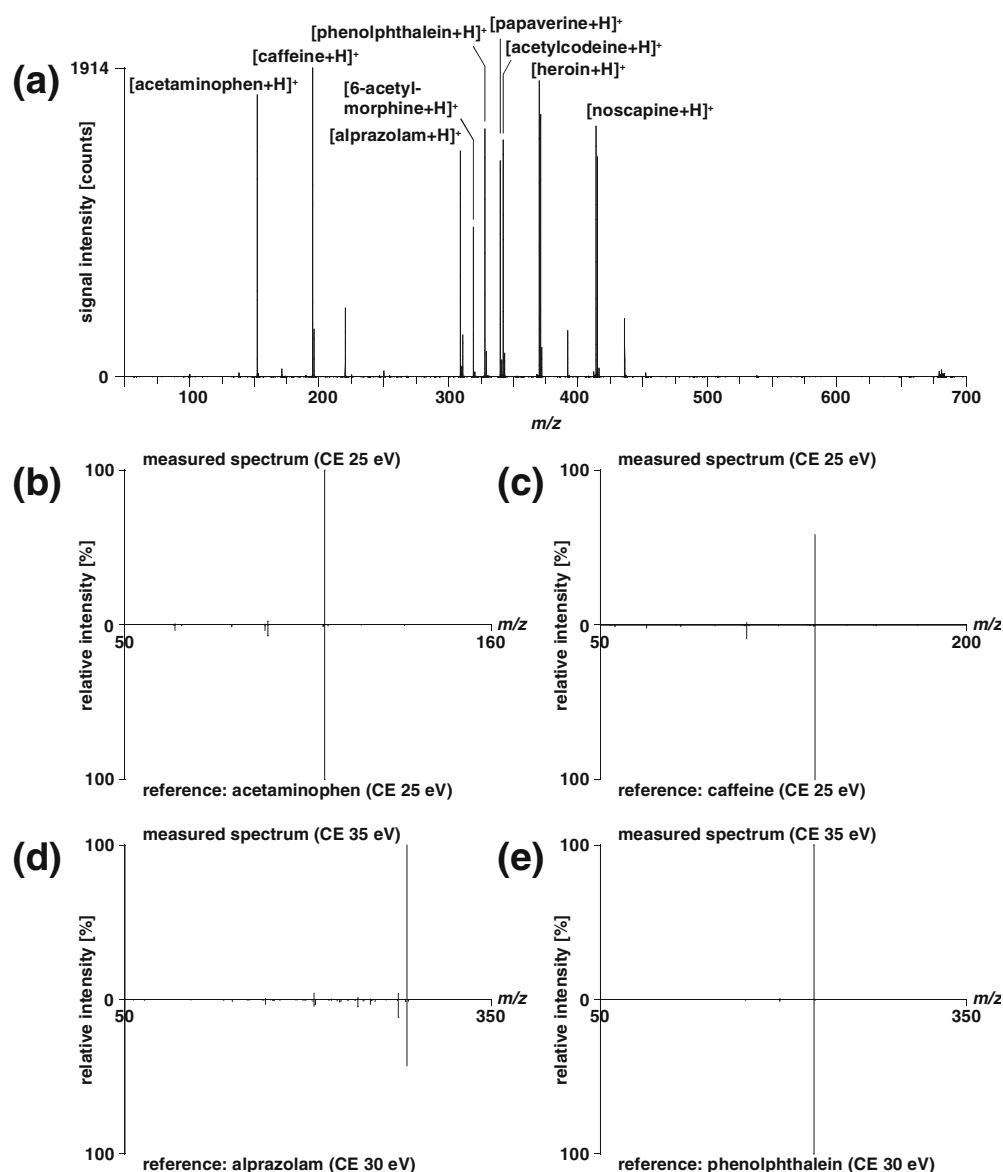 (a)
1914
signal intensity [counts]
0
[acetaminophen+H]+
[caffeine+H]+
[phenolphthalein+H]+
[papaverine+H]+
[acetylcodeine+H]+
[heroin+H]+
[6-acetyl-
morphine+H]+
[alprazolam+H]+
[noscapine+H]+
100 200 300 400 500 600 700
m/z
(b)
measured spectrum (CE 25 eV)
100
relative intensity [%]
0
50 160
m/z
100
reference: acetaminophen (CE 25 eV)
(c)
measured spectrum (CE 25 eV)
100
relative intensity [%]
0
50 200
m/z
100
reference: caffeine (CE 25 eV)
(d)
measured spectrum (CE 35 eV)
100
relative intensity [%]
0
50 350
m/z
100
reference: alprazolam (CE 30 eV)
(e)
measured spectrum (CE 35 eV)
100
relative intensity [%]
0
50 350
m/z
100
reference: phenolphthalein (CE 30 eV)